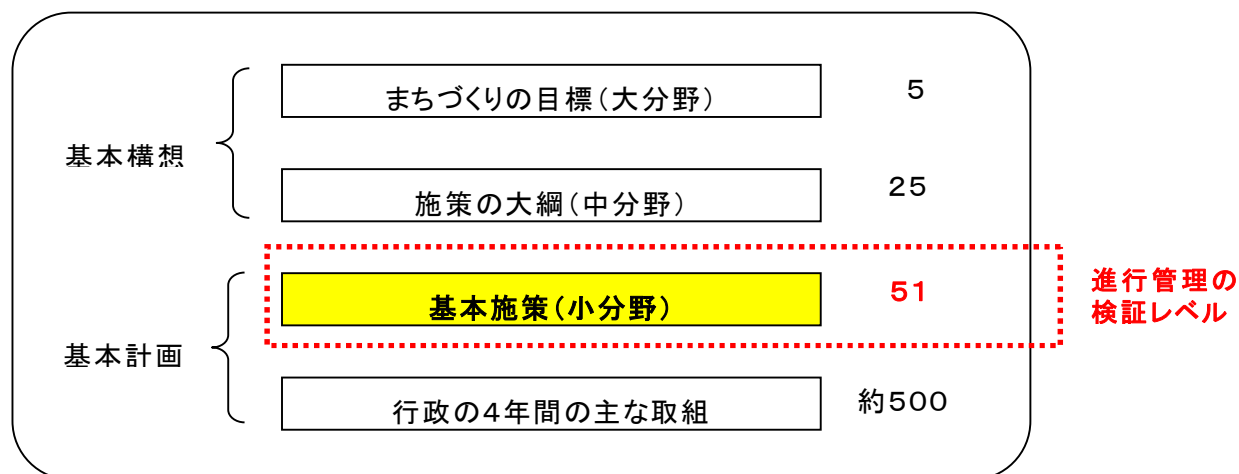 まちづくりの目標(大分野)
5
基本構想
施策の大綱(中分野)
25
基本施策(小分野)
51
進行管理の
検証レベル
基本計画
行政の4年間の主な取組
約500